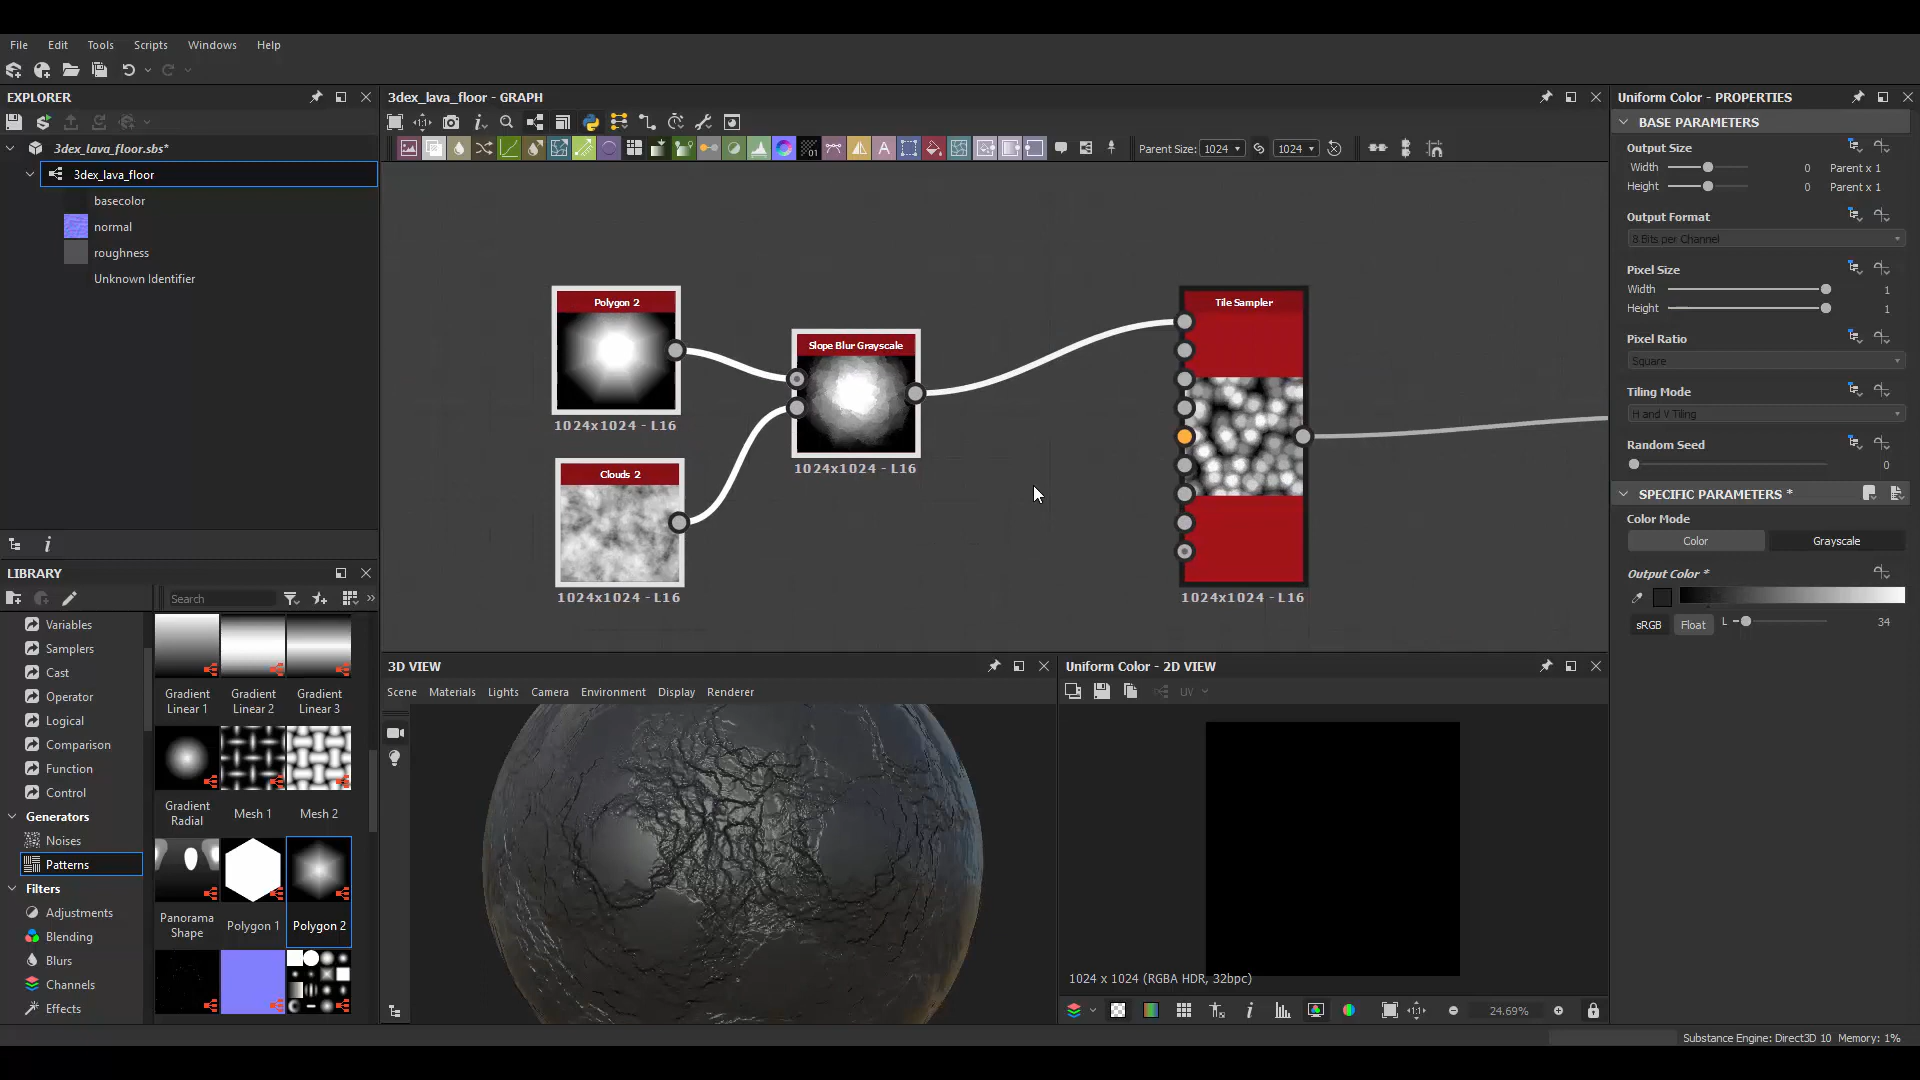 File Edit Tools Scripts Windows Help
EXPLORER
3dex_lava_floor.sbs*
3dex_lava_floor
basecolor
normal
roughness
Unknown Identifier
LIBRARY
Search
Variables
Samplers
Cast
Operator
Logical
Comparison
Function
Control
Generators
Noises
Patterns
Filters
Adjustments
Blending
Blurs
Channels
Effects
Gradient Linear 1
Gradient Linear 2
Gradient Linear 3
Gradient Radial
Mesh 1
Mesh 2
Panorama Shape
Polygon 1
Polygon 2
3dex_lava_floor - GRAPH
Parent Size: 1024 1024
Polygon 2
1024x1024 - L16
Clouds 2
1024x1024 - L16
Slope Blur Grayscale
1024x1024 - L16
Tile Sampler
1024x1024 - L16
3D VIEW
Scene Materials Lights Camera Environment Display Renderer
Uniform Color - 2D VIEW
UV
1024 x 1024 (RGBA HDR, 32bpc)
24.69%
Uniform Color - PROPERTIES
BASE PARAMETERS
Output Size
Width 0 Parent x 1
Height 0 Parent x 1
Output Format
8 Bits per Channel
Pixel Size
Width 1
Height 1
Pixel Ratio
Square
Tiling Mode
H and V Tiling
Random Seed
0
SPECIFIC PARAMETERS *
Color Mode
Color Grayscale
Output Color *
sRGB Float L 34
Substance Engine: Direct3D 10 Memory: 1%